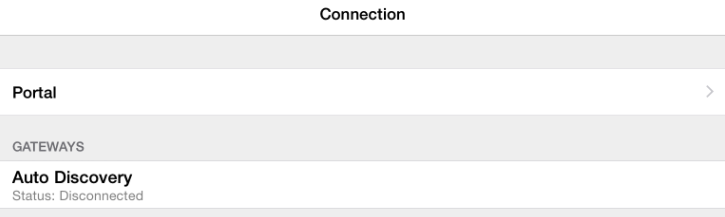 Connection
Portal
GATEWAYS
Auto Discovery
Status: Disconnected